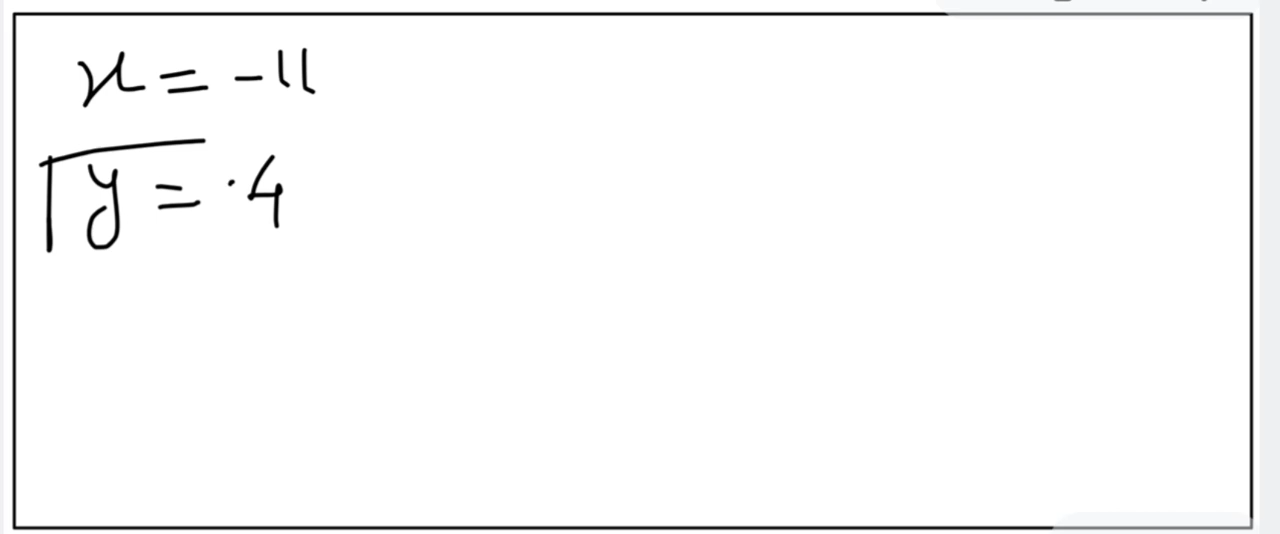 x = -11
y = .4